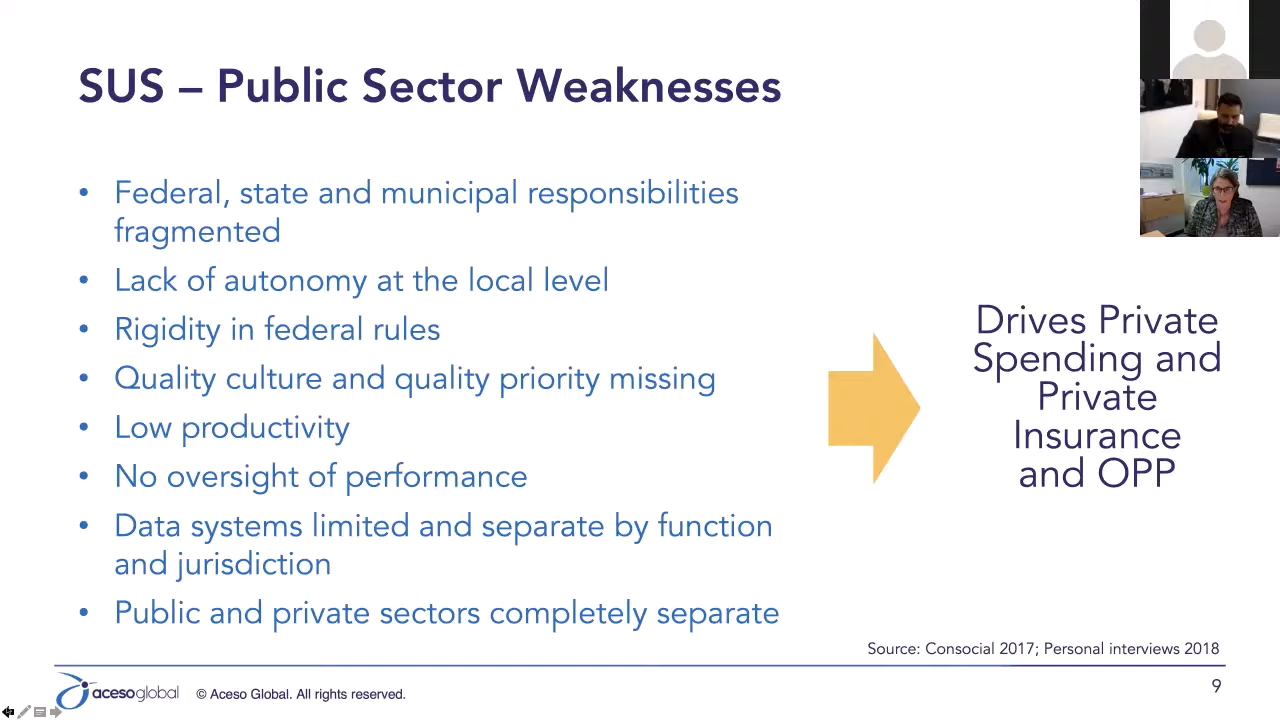 SUS – Public Sector Weaknesses
• Federal, state and municipal responsibilities
fragmented
• Lack of autonomy at the local level
• Rigidity in federal rules
• Quality culture and quality priority missing
• Low productivity
• No oversight of performance
• Data systems limited and separate by function
and jurisdiction
• Public and private sectors completely separate
Drives Private
Spending and
Private
Insurance
and OPP
Source: Consocial 2017; Personal interviews 2018
acesoglobal
© Aceso Global. All rights reserved.
9